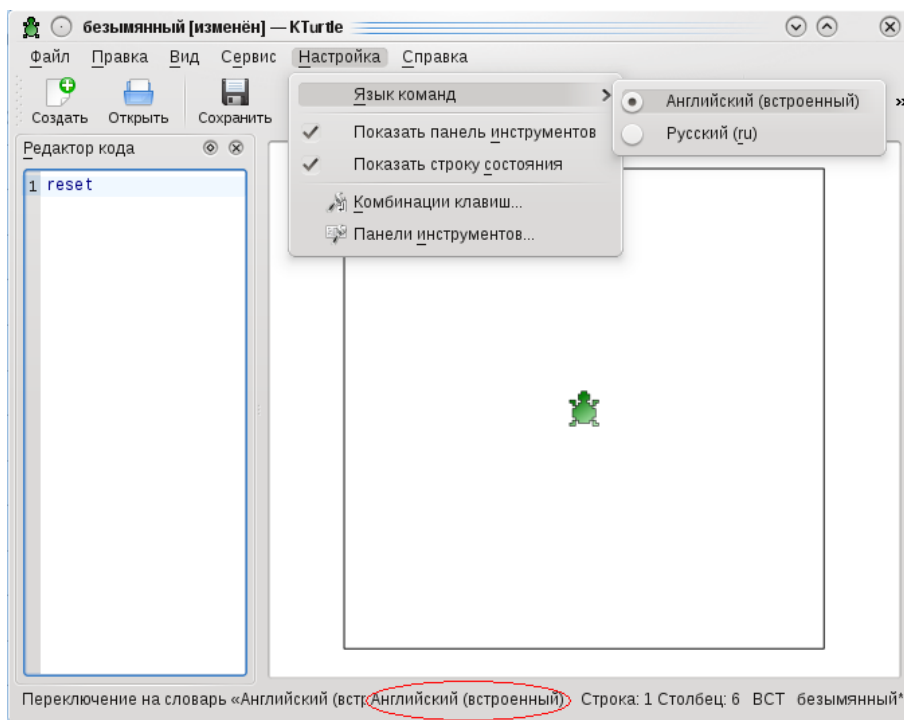 безымянный [изменён] — KTurtle
Файл Правка Вид Сервис Настройка Справка
Создать Открыть Сохранить
Язык команд
Показать панель инструментов
Показать строку состояния
Комбинации клавиш...
Панели инструментов...
Английский (встроенный)
Русский (ru)
Редактор кода
1 reset
Переключение на словарь «Английский (встр Английский (встроенный) Строка: 1 Столбец: 6 ВСТ безымянный*